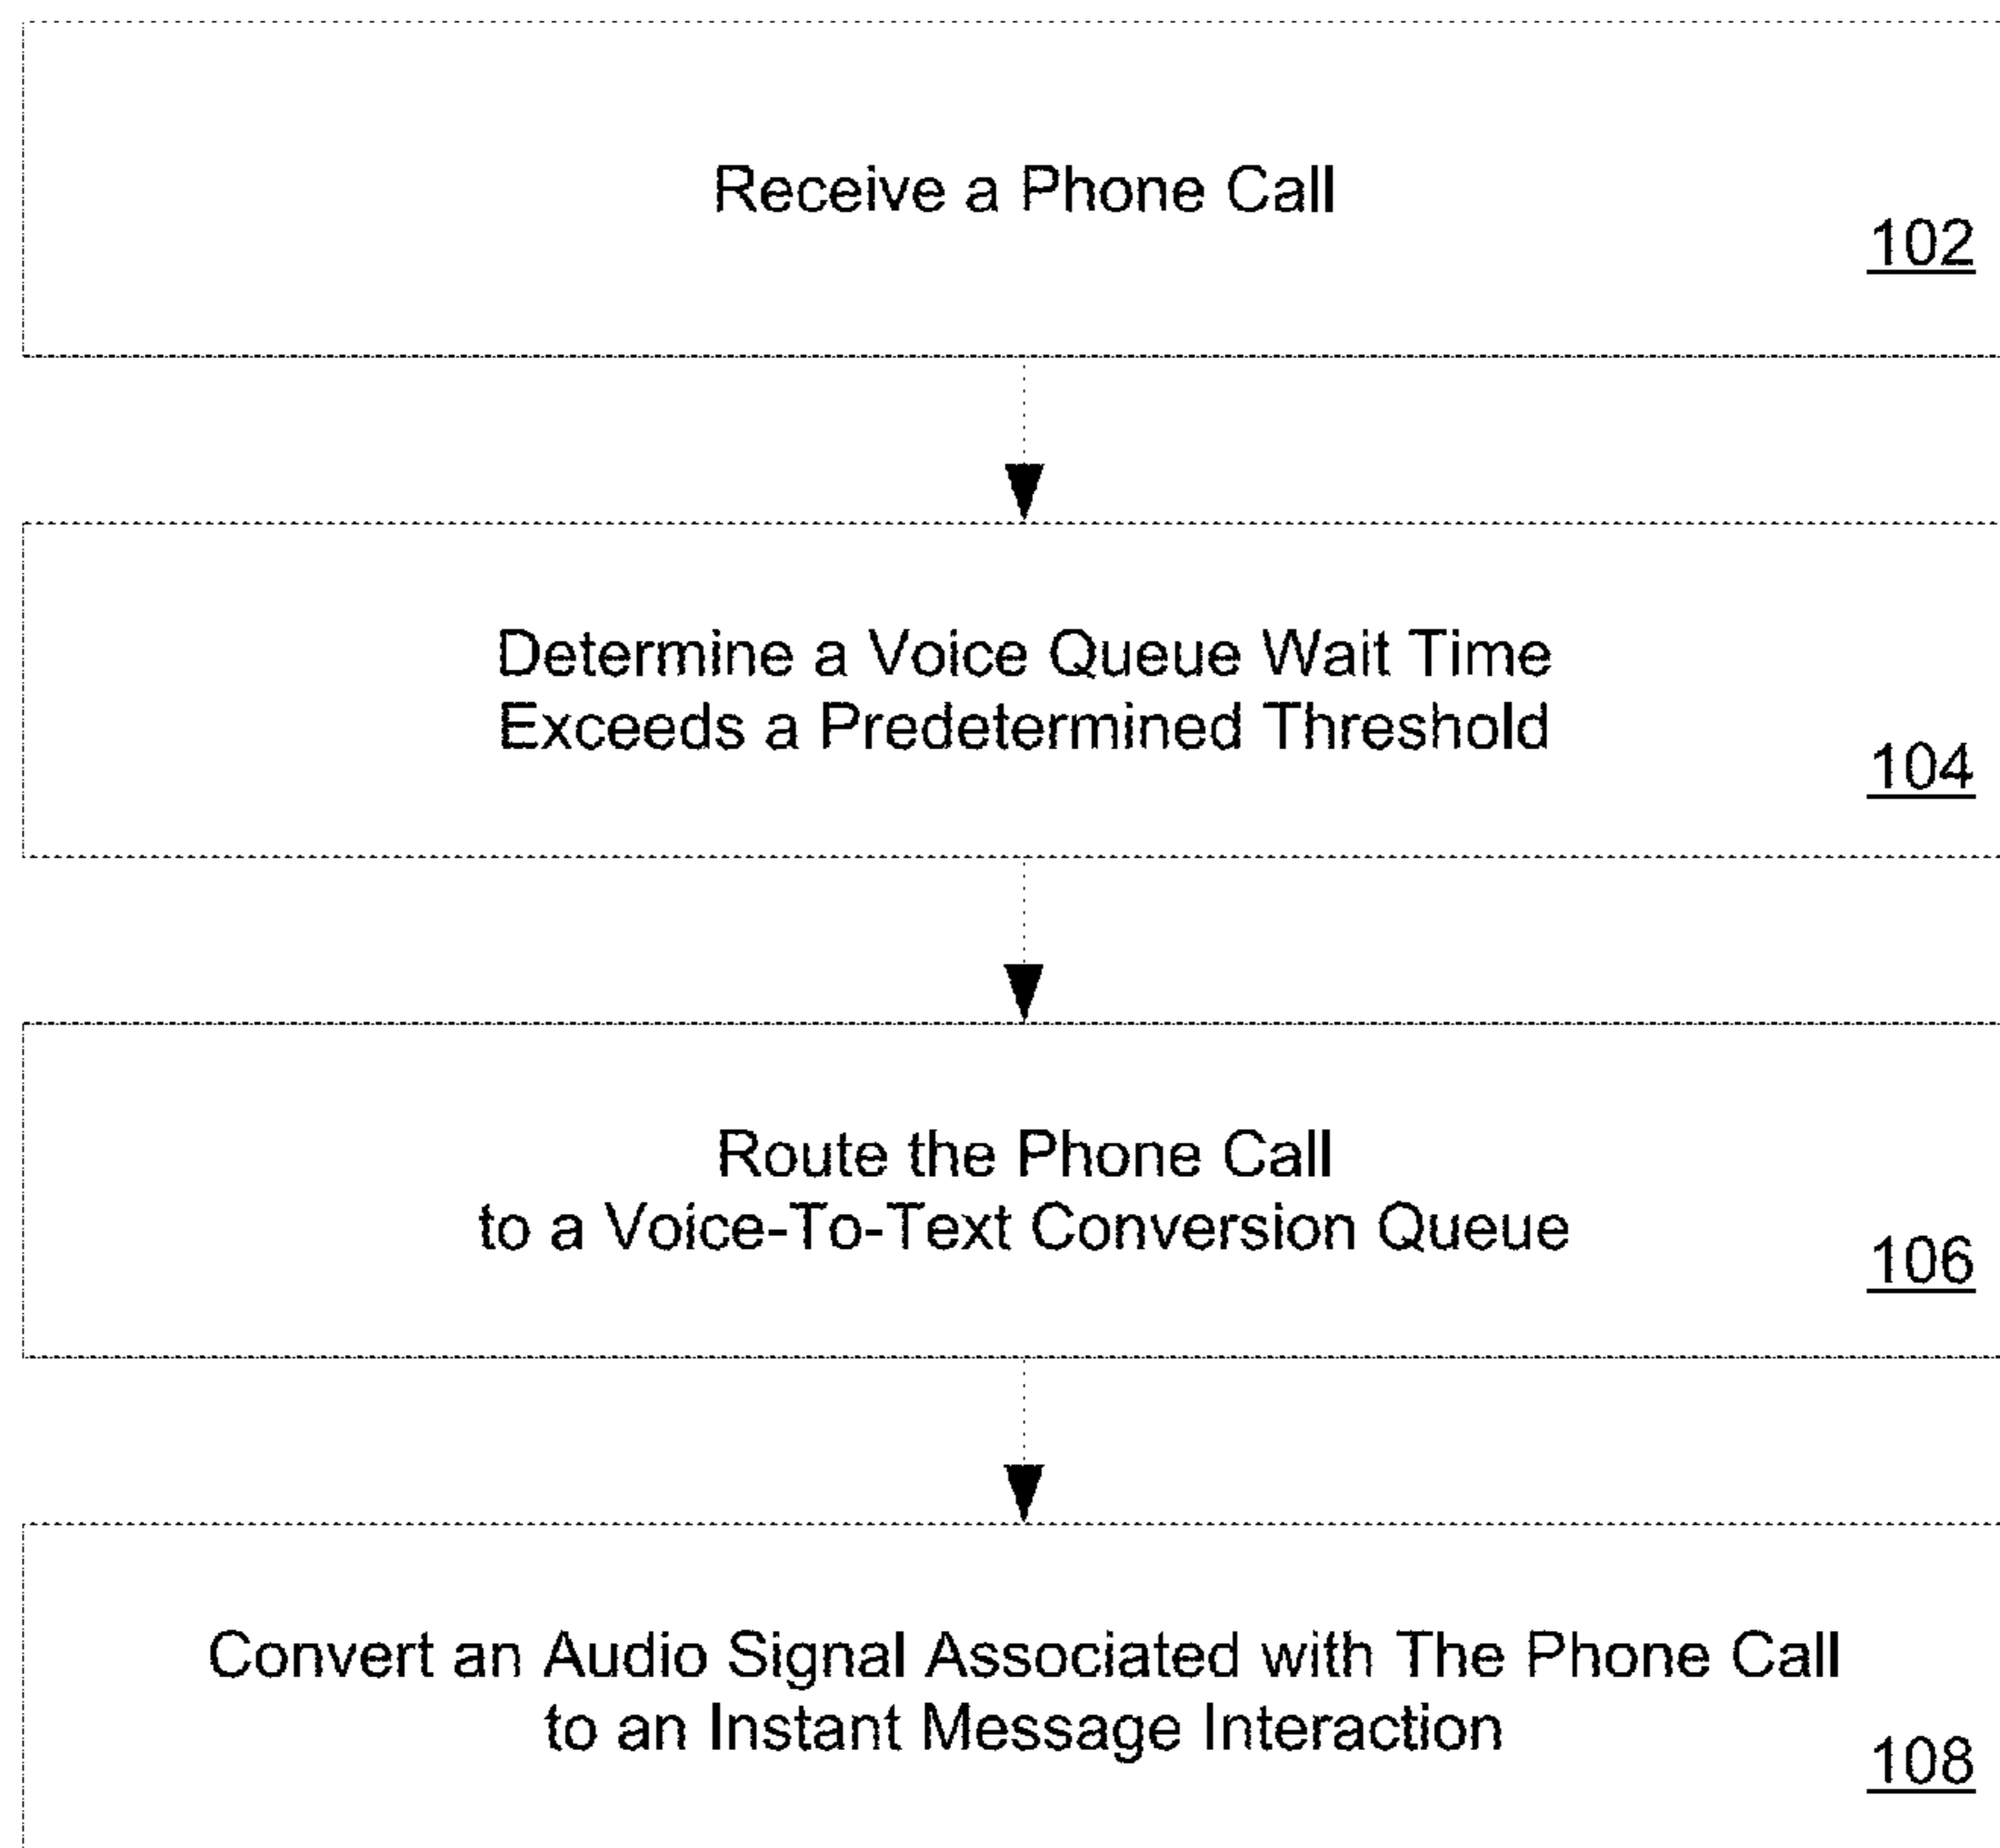 Receive a Phone Call
102
Determine a Voice Queue Wait Time
Exceeds a Predetermined Threshold
104
Route the Phone Call
to a Voice-To-Text Conversion Queue
106
Convert an Audio Signal Associated with The Phone Call
to an Instant Message Interaction
108